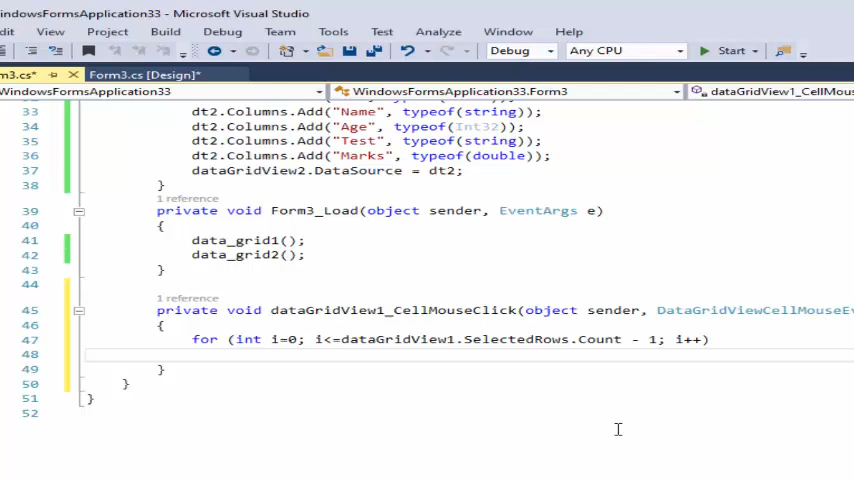 indowsFormsApplication33 - Microsoft Visual Studio
dit View Project Build Debug Team Tools Test Analyze Window Help
Debug Any CPU Start
m3.cs* Form3.cs [Design]*
WindowsFormsApplication33 WindowsFormsApplication33.Form3 dataGridView1_CellMous
33 dt2.Columns.Add("Name", typeof(string));
34 dt2.Columns.Add("Age", typeof(Int32));
35 dt2.Columns.Add("Test", typeof(string));
36 dt2.Columns.Add("Marks", typeof(double));
37 dataGridView2.DataSource = dt2;
38 }
1 reference
39 private void Form3_Load(object sender, EventArgs e)
40 {
41 data_grid1();
42 data_grid2();
43 }
44
1 reference
45 private void dataGridView1_CellMouseClick(object sender, DataGridViewCellMouseEv
46 {
47 for (int i=0; i<=dataGridView1.SelectedRows.Count - 1; i++)
48
49 }
50 }
51 }
52